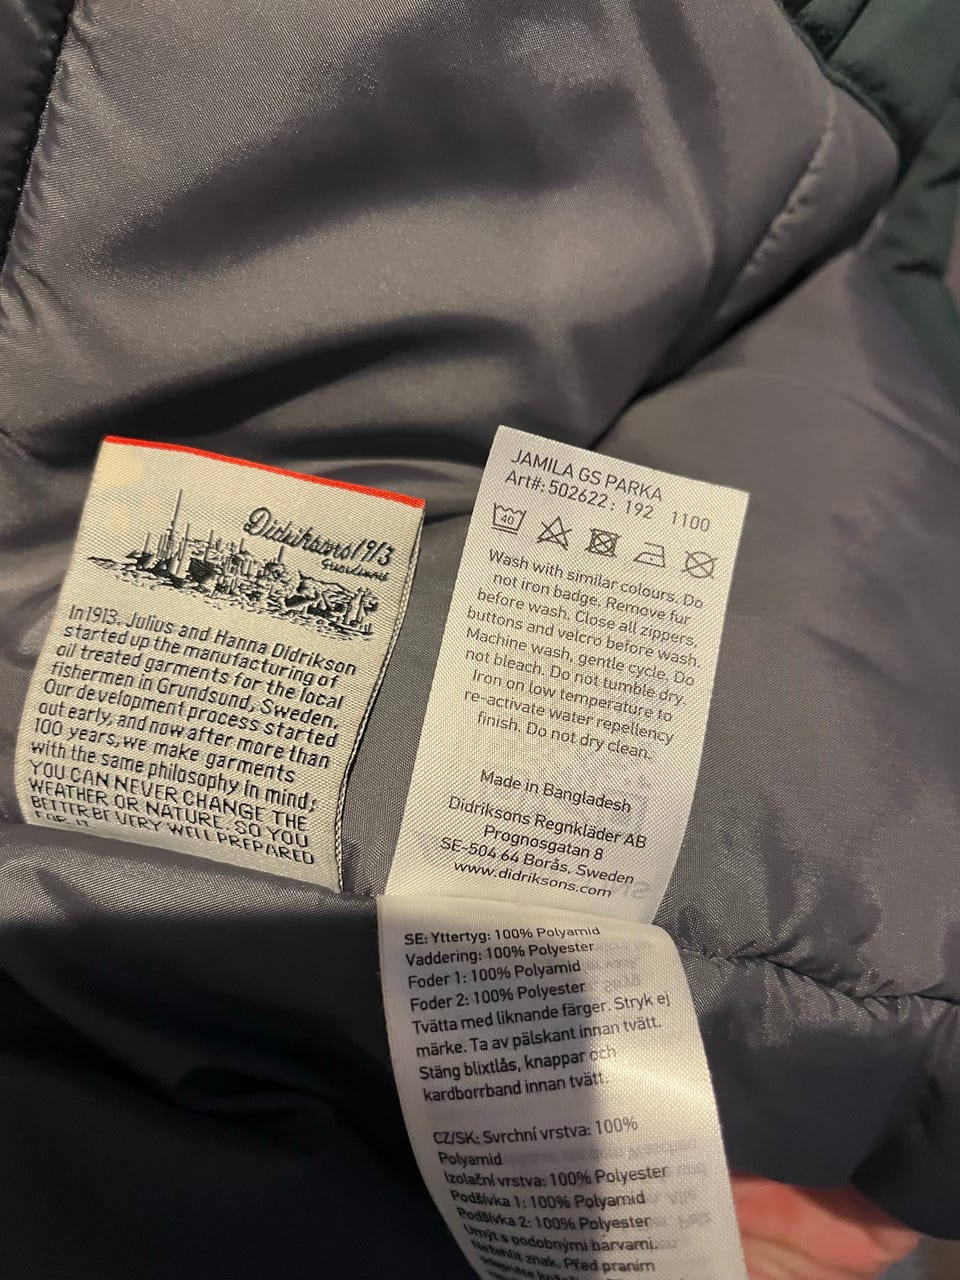 Didriksons1913
Grundsund
In 1913, Julius and Hanna Didrikson
started up the manufacturing of
oil treated garments for the local
fishermen in Grundsund, Sweden.
Our development process started
out early, and now after more than
100 years, we make garments
with the same philosophy in mind;
YOU CAN NEVER CHANGE THE
WEATHER OR NATURE, SO YOU
BETTER BE VERY WELL PREPARED
FOR IT
JAMILA GS PARKA
Art#: 502622 : 192 1100
40
Wash with similar colours. Do
not iron badge. Remove fur
before wash. Close all zippers,
buttons and velcro before wash.
Machine wash, gentle cycle. Do
not bleach. Do not tumble dry.
Iron on low temperature to
re-activate water repellency
finish. Do not dry clean.
Made in Bangladesh
Didriksons Regnkläder AB
Prognosgatan 8
SE-504 64 Borås, Sweden
www.didriksons.com
SE: Yttertyg: 100% Polyamid
Vaddering: 100% Polyester
Foder 1: 100% Polyamid
Foder 2: 100% Polyester
Tvätta med liknande färger. Stryk ej
märke. Ta av pälskant innan tvätt.
Stäng blixtlås, knappar och
kardborrband innan tvätt.
CZ/SK: Svrchní vrstva: 100%
Polyamid
Izolační vrstva: 100% Polyester
Podšívka 1: 100% Polyamid
Podšívka 2: 100% Polyester
Umýt s podobnými barvami.
Nežehlit znak. Před praním